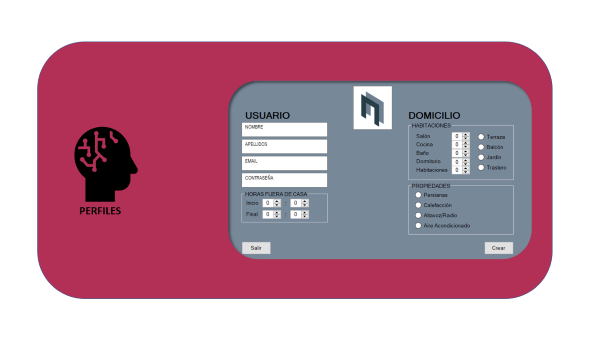 PERFILES
USUARIO
NOMBRE
APELLIDOS
EMAIL
CONTRASEÑA
HORAS FUERA DE CASA
Inicio 0 : 0
Final 0 : 0
Salir
DOMICILIO
HABITACIONES
Salón 0
Cocina 0
Baño 0
Domitorio 0
Habitaciones 0
Terraza
Balcón
Jardín
Trastero
PROPIEDADES
Persianas
Calefacción
Altavoz/Radio
Aire Acondicionado
Crear